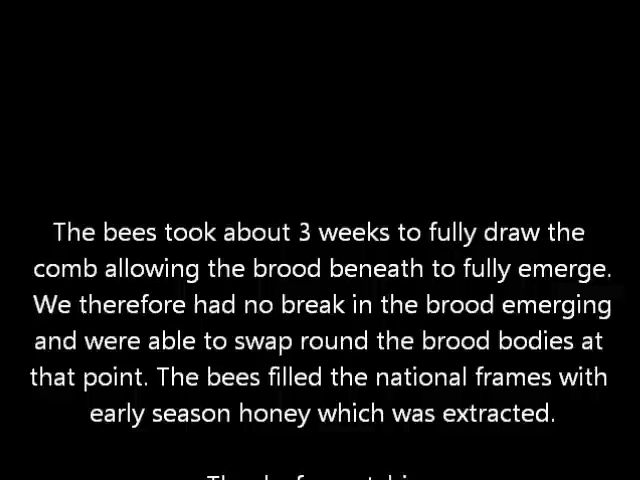 The bees took about 3 weeks to fully draw the
comb allowing the brood beneath to fully emerge.
We therefore had no break in the brood emerging
and were able to swap round the brood bodies at
that point. The bees filled the national frames with
early season honey which was extracted.